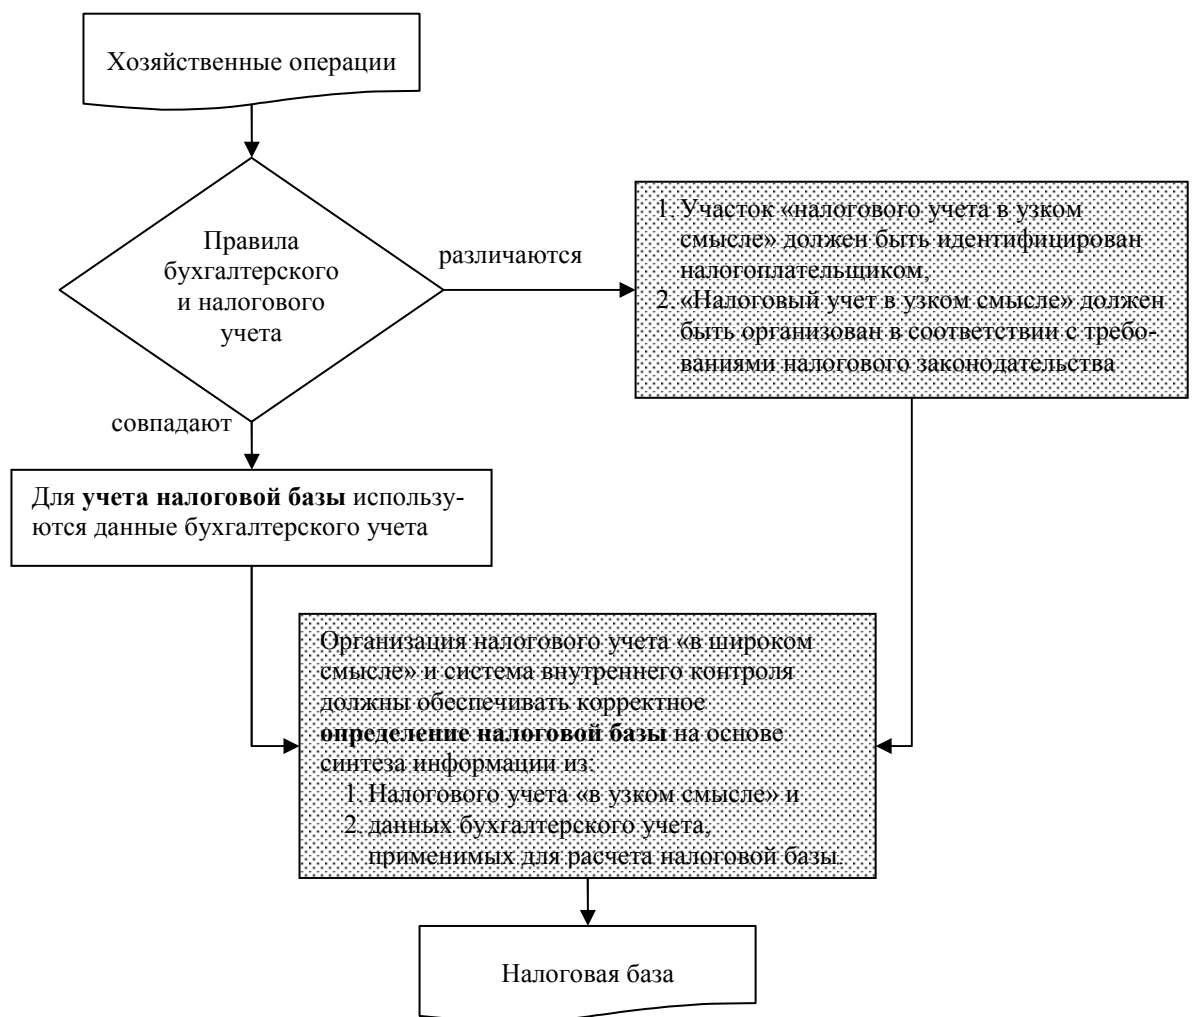 Хозяйственные операции
Правила
бухгалтерского
и налогового
учета
различаются
1. Участок «налогового учета в узком
смысле» должен быть идентифицирован
налогоплательщиком,
2. «Налоговый учет в узком смысле» должен
быть организован в соответствии с требо-
ваниями налогового законодательства
совпадают
Для учета налоговой базы использу-
ются данные бухгалтерского учета
Организация налогового учета «в широком
смысле» и система внутреннего контроля
должны обеспечивать корректное
определение налоговой базы на основе
синтеза информации из:
1. Налогового учета «в узком смысле» и
2. данных бухгалтерского учета,
применимых для расчета налоговой базы.
Налоговая база